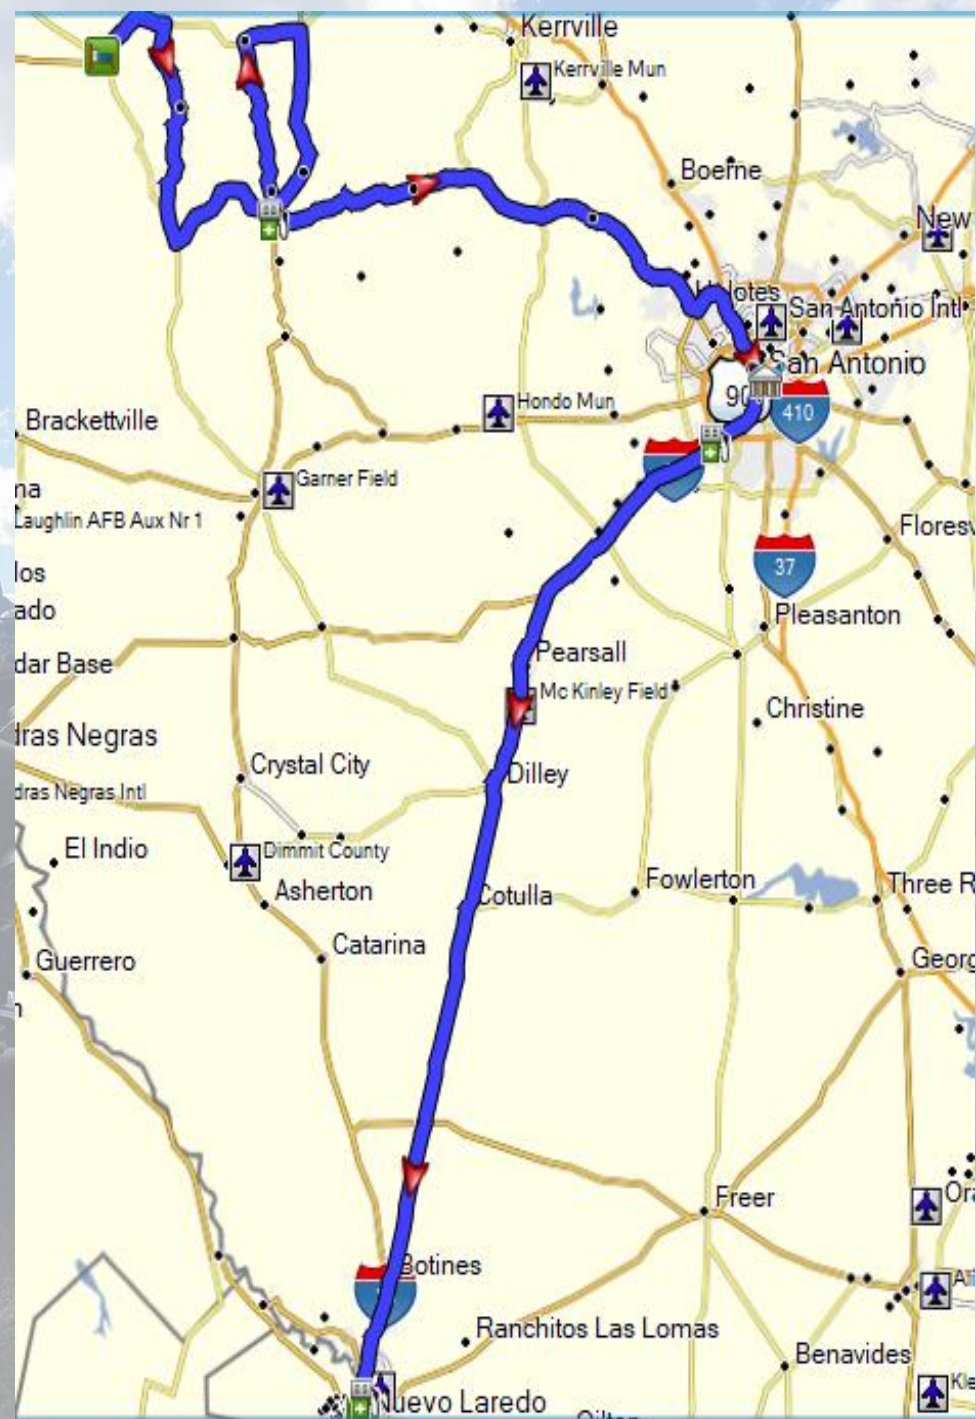 Kerrville
Kerrville Mun
Boerne
New
Helotes
San Antonio Intl
San Antonio
90
410
Hondo Mun
Brackettville
Garner Field
Laughlin AFB Aux Nr 1
Flores
37
Pleasanton
Pearsall
Mc Kinley Field
Christine
dar Base
dras Negras
Crystal City
Dilley
dras Negras Intl
El Indio
Dimmit County
Asherton
Cotulla
Fowlerton
Three R
Catarina
Guerrero
Georg
Freer
Ora
Botines
Ranchitos Las Lomas
Benavides
Nuevo Laredo
Kle